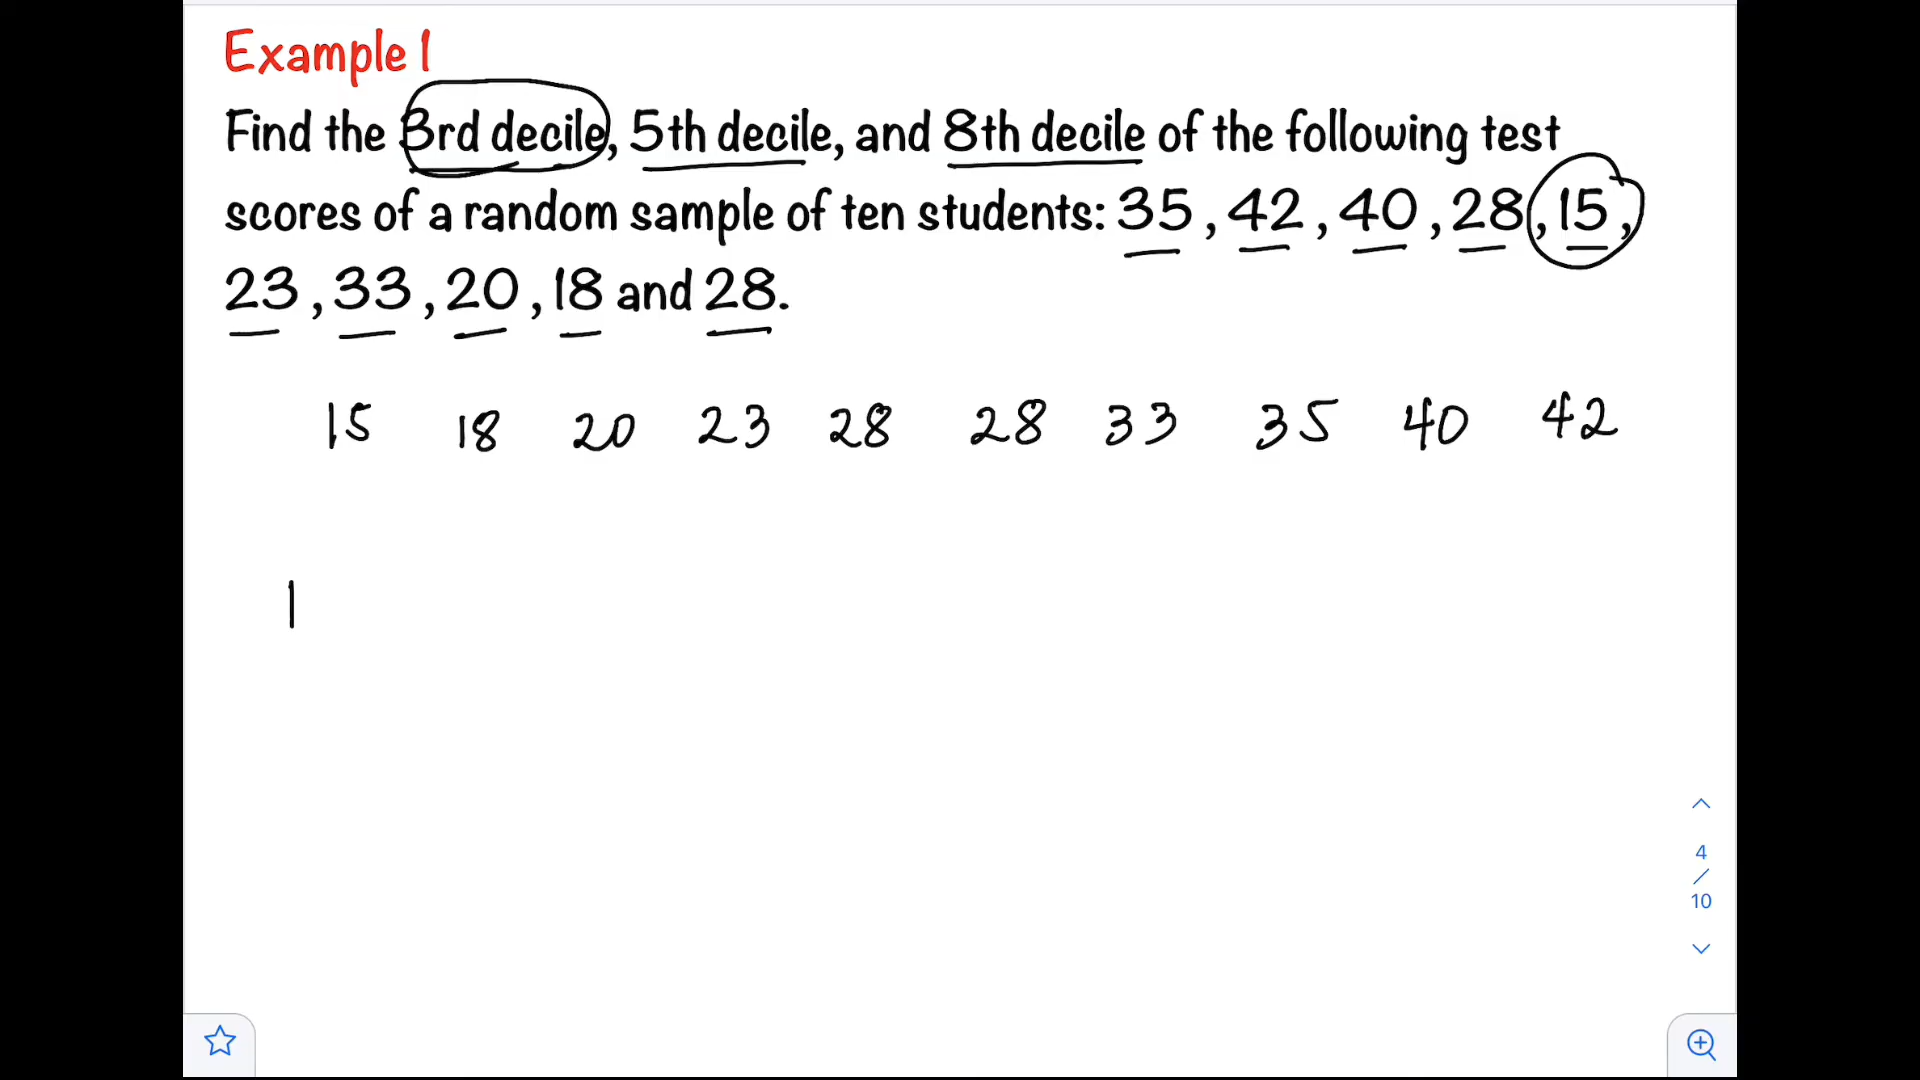 Example 1
Find the 3rd decile, 5th decile, and 8th decile of the following test
scores of a random sample of ten students: 35, 42, 40, 28, 15,
23, 33, 20, 18 and 28.
15 18 20 23 28 28 33 35 40 42
1
4
/
10